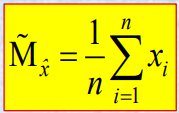 M̃_x̂ = 1/n ∑_{i=1}^{n} x_i